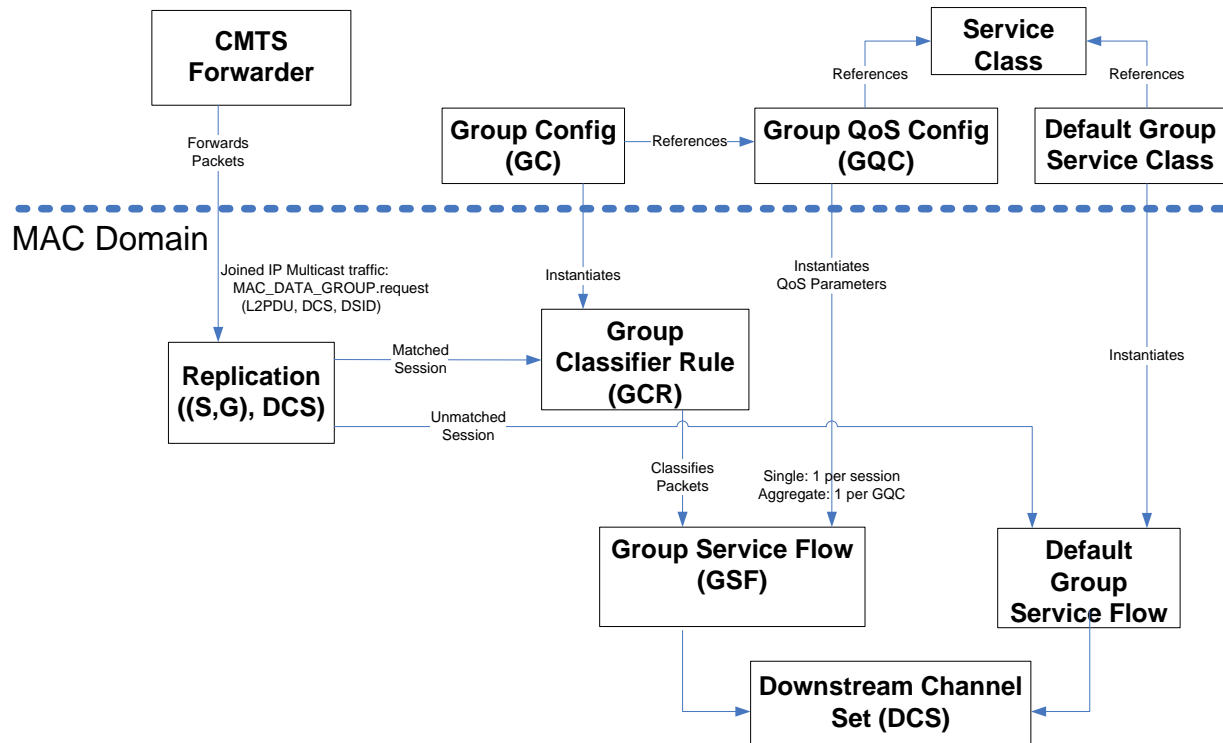 CMTS
Forwarder
Service
Class
References
References
Group Config
(GC)
References
Group QoS Config
(GQC)
Default Group
Service Class
Forwards
Packets
MAC Domain
Joined IP Multicast traffic:
MAC_DATA_GROUP.request
(L2PDU, DCS, DSID)
Instantiates
Instantiates
QoS Parameters
Instantiates
Replication
((S,G), DCS)
Matched
Session
Group
Classifier Rule
(GCR)
Unmatched
Session
Classifies
Packets
Single: 1 per session
Aggregate: 1 per GQC
Group Service Flow
(GSF)
Default
Group
Service Flow
Downstream Channel
Set (DCS)